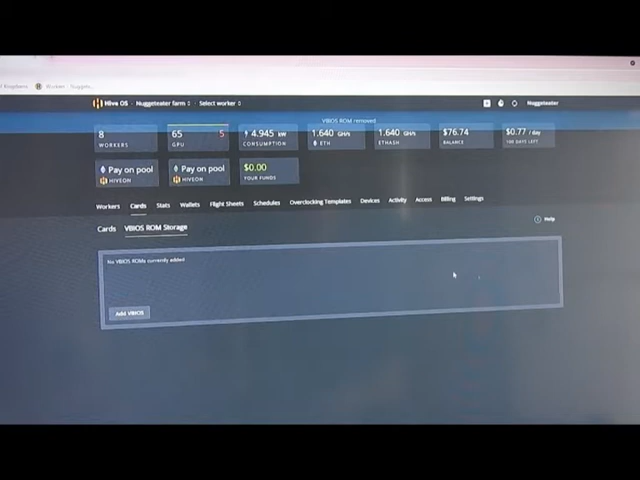 Hive OS Nuggeteater farm Select worker Nuggeteater
VBIOS ROM removed
8 65 5 4.945 kW 1.640 GH/s 1.640 GH/s $76.74 $0.77 / day
WORKERS GPU CONSUMPTION ETH ETHASH BALANCE DAYS LEFT
Pay on pool Pay on pool $0.00
HIVEON HIVEON YOUR FUNDS
Workers Cards Stats Wallets Flight Sheets Schedules Overclocking Templates Devices Activity Access Billing Settings
Cards VBIOS ROM Storage Help
No VBIOS ROMs currently added
Add VBIOS